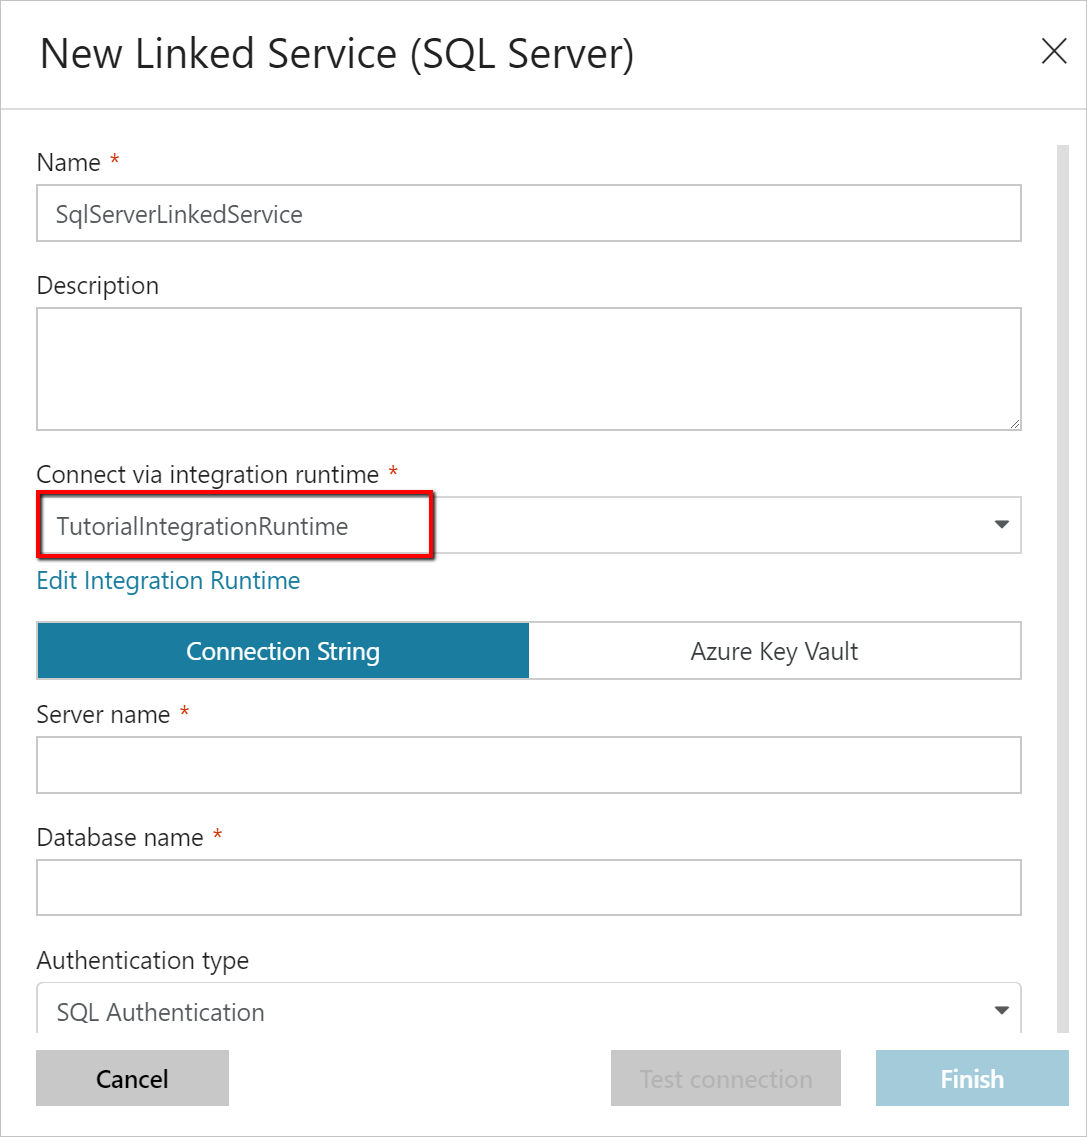 New Linked Service (SQL Server)
Name *
SqlServerLinkedService
Description
Connect via integration runtime *
TutorialIntegrationRuntime
Edit Integration Runtime
Connection String
Azure Key Vault
Server name *
Database name *
Authentication type
SQL Authentication
Cancel
Test connection
Finish